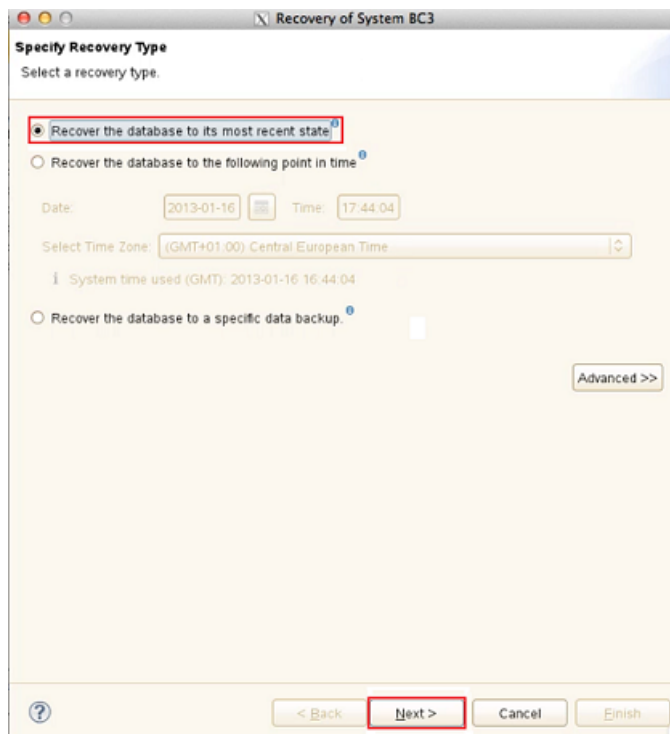 Recovery of System BC3
Specify Recovery Type
Select a recovery type.
Recover the database to its most recent state
Recover the database to the following point in time
Date: 2013-01-16 Time: 17:44:04
Select Time Zone: (GMT+01:00) Central European Time
System time used (GMT): 2013-01-16 16:44:04
Recover the database to a specific data backup.
Advanced >>
< Back Next > Cancel Finish